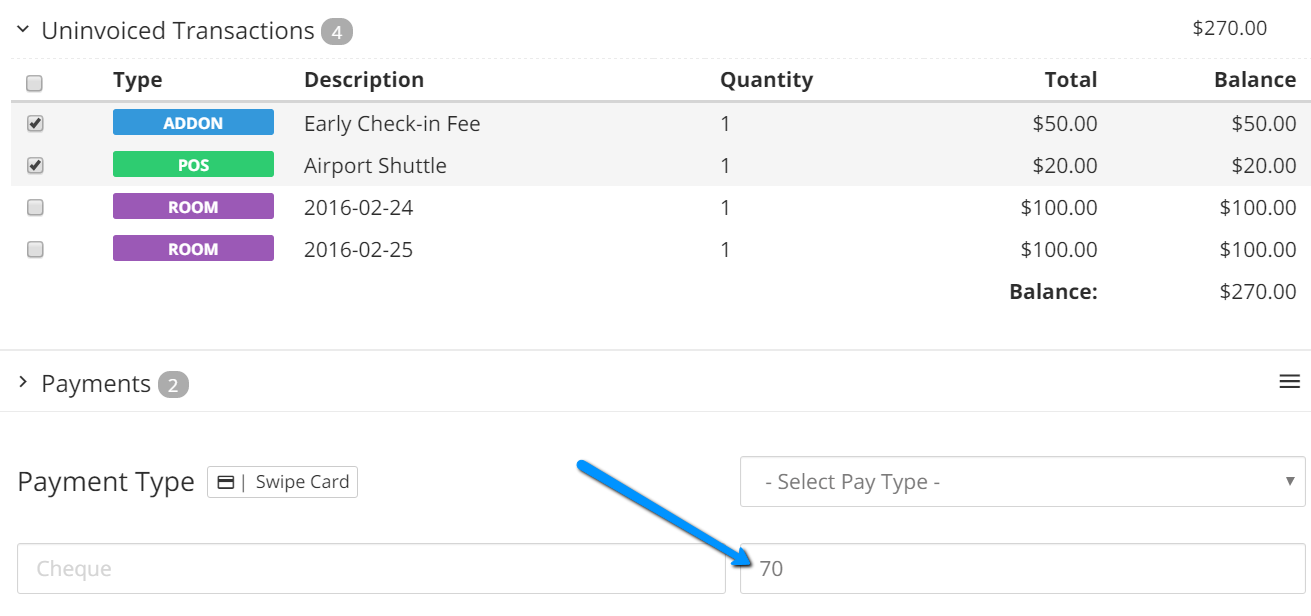 Uninvoiced Transactions 4 $270.00
Type Description Quantity Total Balance
ADDON Early Check-in Fee 1 $50.00 $50.00
POS Airport Shuttle 1 $20.00 $20.00
ROOM 2016-02-24 1 $100.00 $100.00
ROOM 2016-02-25 1 $100.00 $100.00
Balance: $270.00
Payments 2
Payment Type | Swipe Card - Select Pay Type -
Cheque 70